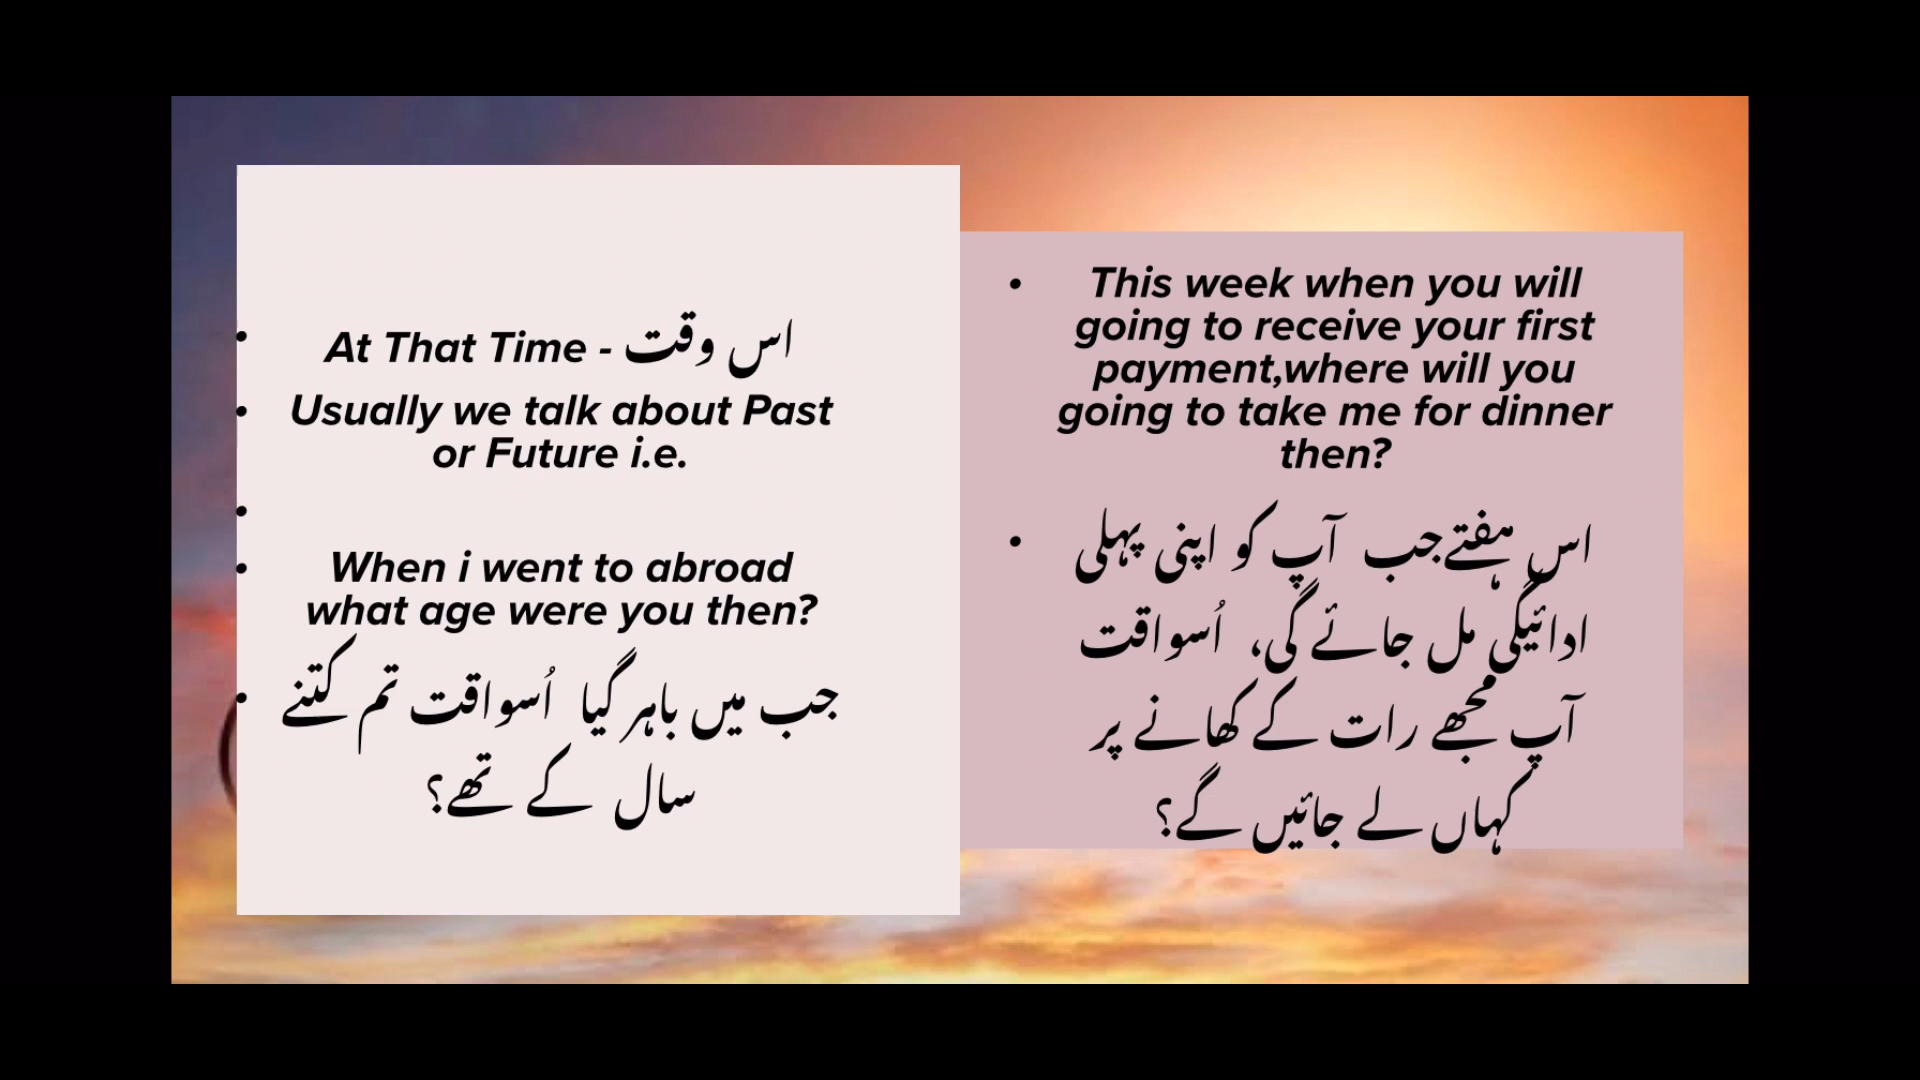 At That Time - اس وقت
Usually we talk about Past
or Future i.e.
When i went to abroad
what age were you then?
جب میں باہر گیا اُسواقت تم کتنے
سال کے تھے؟
This week when you will
going to receive your first
payment,where will you
going to take me for dinner
then?
اس ہفتےجب آپ کو اپنی پہلی
ادائیگی مل جائے گی، اُسواقت
آپ مجھے رات کے کھانے پر
کہاں لے جائیں گے؟